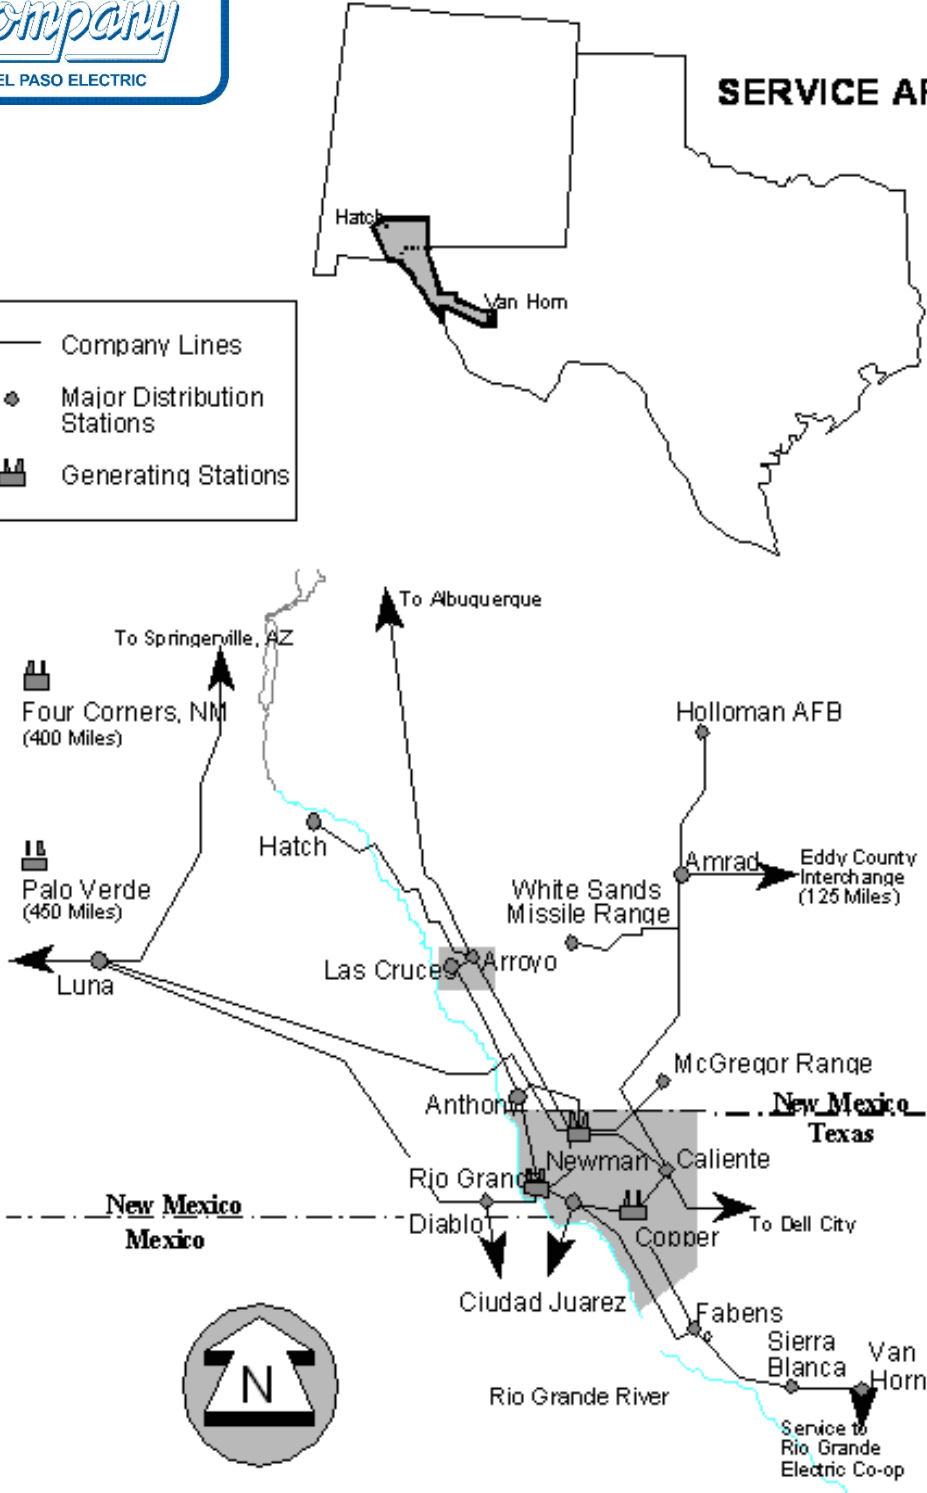 Company
EL PASO ELECTRIC
SERVICE
Hatch
Van Horn
Company Lines
Major Distribution
Stations
Generating Stations
To Albuquerque
To Springerville, AZ
Four Corners, NM
(400 Miles)
Holloman AFB
Hatch
Palo Verde
(450 Miles)
Amrad
Eddy County
Interchange
(125 Miles)
White Sands
Missile Range
Luna
Las Cruces
Arroyo
McGregor Range
Anthony
New Mexico
Texas
Newman
Caliente
Rio Grande
New Mexico
Mexico
Diablo
Copper
To Dell City
Ciudad Juarez
Fabens
Sierra
Blanca
Van
Horn
N
Rio Grande River
Service to
Rio Grande
Electric Co-op